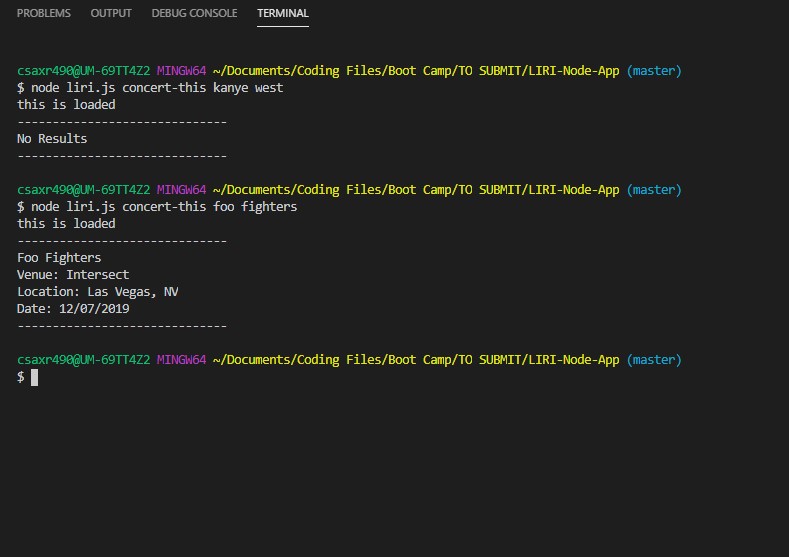 PROBLEMS OUTPUT DEBUG CONSOLE TERMINAL
csaxr490@UM-69TT4Z2 MINGW64 ~/Documents/Coding Files/Boot Camp/TO SUBMIT/LIRI-Node-App (master)
$ node liri.js concert-this kanye west
this is loaded
------------------------------
No Results
------------------------------
csaxr490@UM-69TT4Z2 MINGW64 ~/Documents/Coding Files/Boot Camp/TO SUBMIT/LIRI-Node-App (master)
$ node liri.js concert-this foo fighters
this is loaded
------------------------------
Foo Fighters
Venue: Intersect
Location: Las Vegas, NV
Date: 12/07/2019
------------------------------
csaxr490@UM-69TT4Z2 MINGW64 ~/Documents/Coding Files/Boot Camp/TO SUBMIT/LIRI-Node-App (master)
$